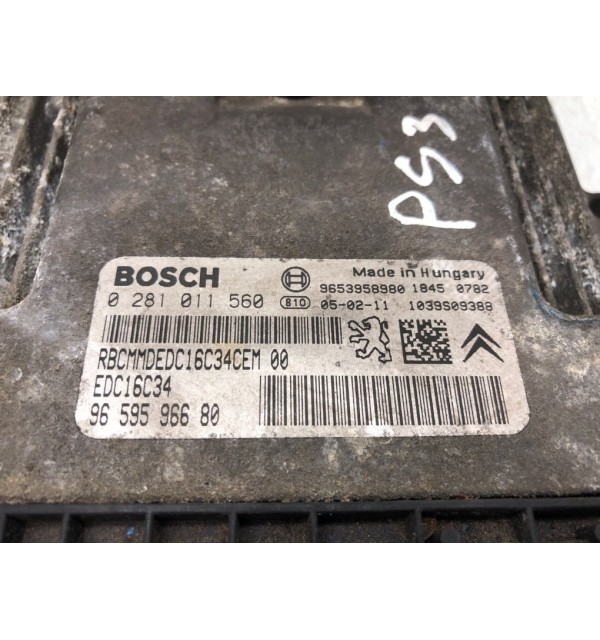 PS3
BOSCH
Made in Hungary
9653958980 1845 0782
0 281 011 560 810 05-02-11 1039S09388
RBCMMDEDC16C34CEM 00
EDC16C34
96 595 966 80